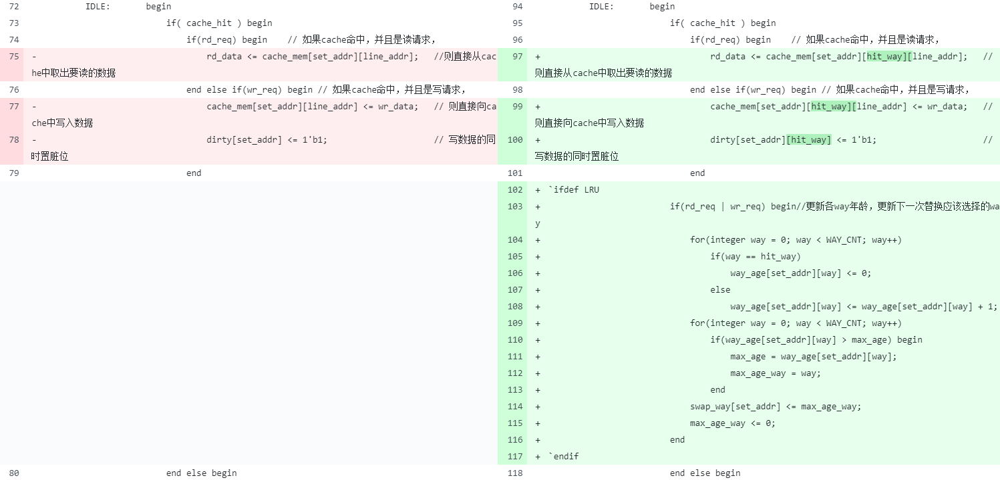 72 IDLE: begin
73 if( cache_hit ) begin
74 if(rd_req) begin // 如果cache命中，并且是读请求，
75 - rd_data <= cache_mem[set_addr][line_addr]; //则直接从cac
he中取出要读的数据
76 end else if(wr_req) begin // 如果cache命中，并且是写请求，
77 - cache_mem[set_addr][line_addr] <= wr_data; // 则直接向ca
che中写入数据
78 - dirty[set_addr] <= 1'b1; // 写数据的同
时置脏位
79 end
80 end else begin
94 IDLE: begin
95 if( cache_hit ) begin
96 if(rd_req) begin // 如果cache命中，并且是读请求，
97 + rd_data <= cache_mem[set_addr][hit_way][line_addr]; //
则直接从cache中取出要读的数据
98 end else if(wr_req) begin // 如果cache命中，并且是写请求，
99 + cache_mem[set_addr][hit_way][line_addr] <= wr_data; //
则直接向cache中写入数据
100 + dirty[set_addr][hit_way] <= 1'b1; //
写数据的同时置脏位
101 end
102 + `ifdef LRU
103 + if(rd_req | wr_req) begin//更新各way年龄，更新下一次替换应该选择的wa
y
104 + for(integer way = 0; way < WAY_CNT; way++)
105 + if(way == hit_way)
106 + way_age[set_addr][way] <= 0;
107 + else
108 + way_age[set_addr][way] <= way_age[set_addr][way] + 1;
109 + for(integer way = 0; way < WAY_CNT; way++)
110 + if(way_age[set_addr][way] > max_age) begin
111 + max_age = way_age[set_addr][way];
112 + max_age_way = way;
113 + end
114 + swap_way[set_addr] <= max_age_way;
115 + max_age_way <= 0;
116 + end
117 + `endif
118 end else begin